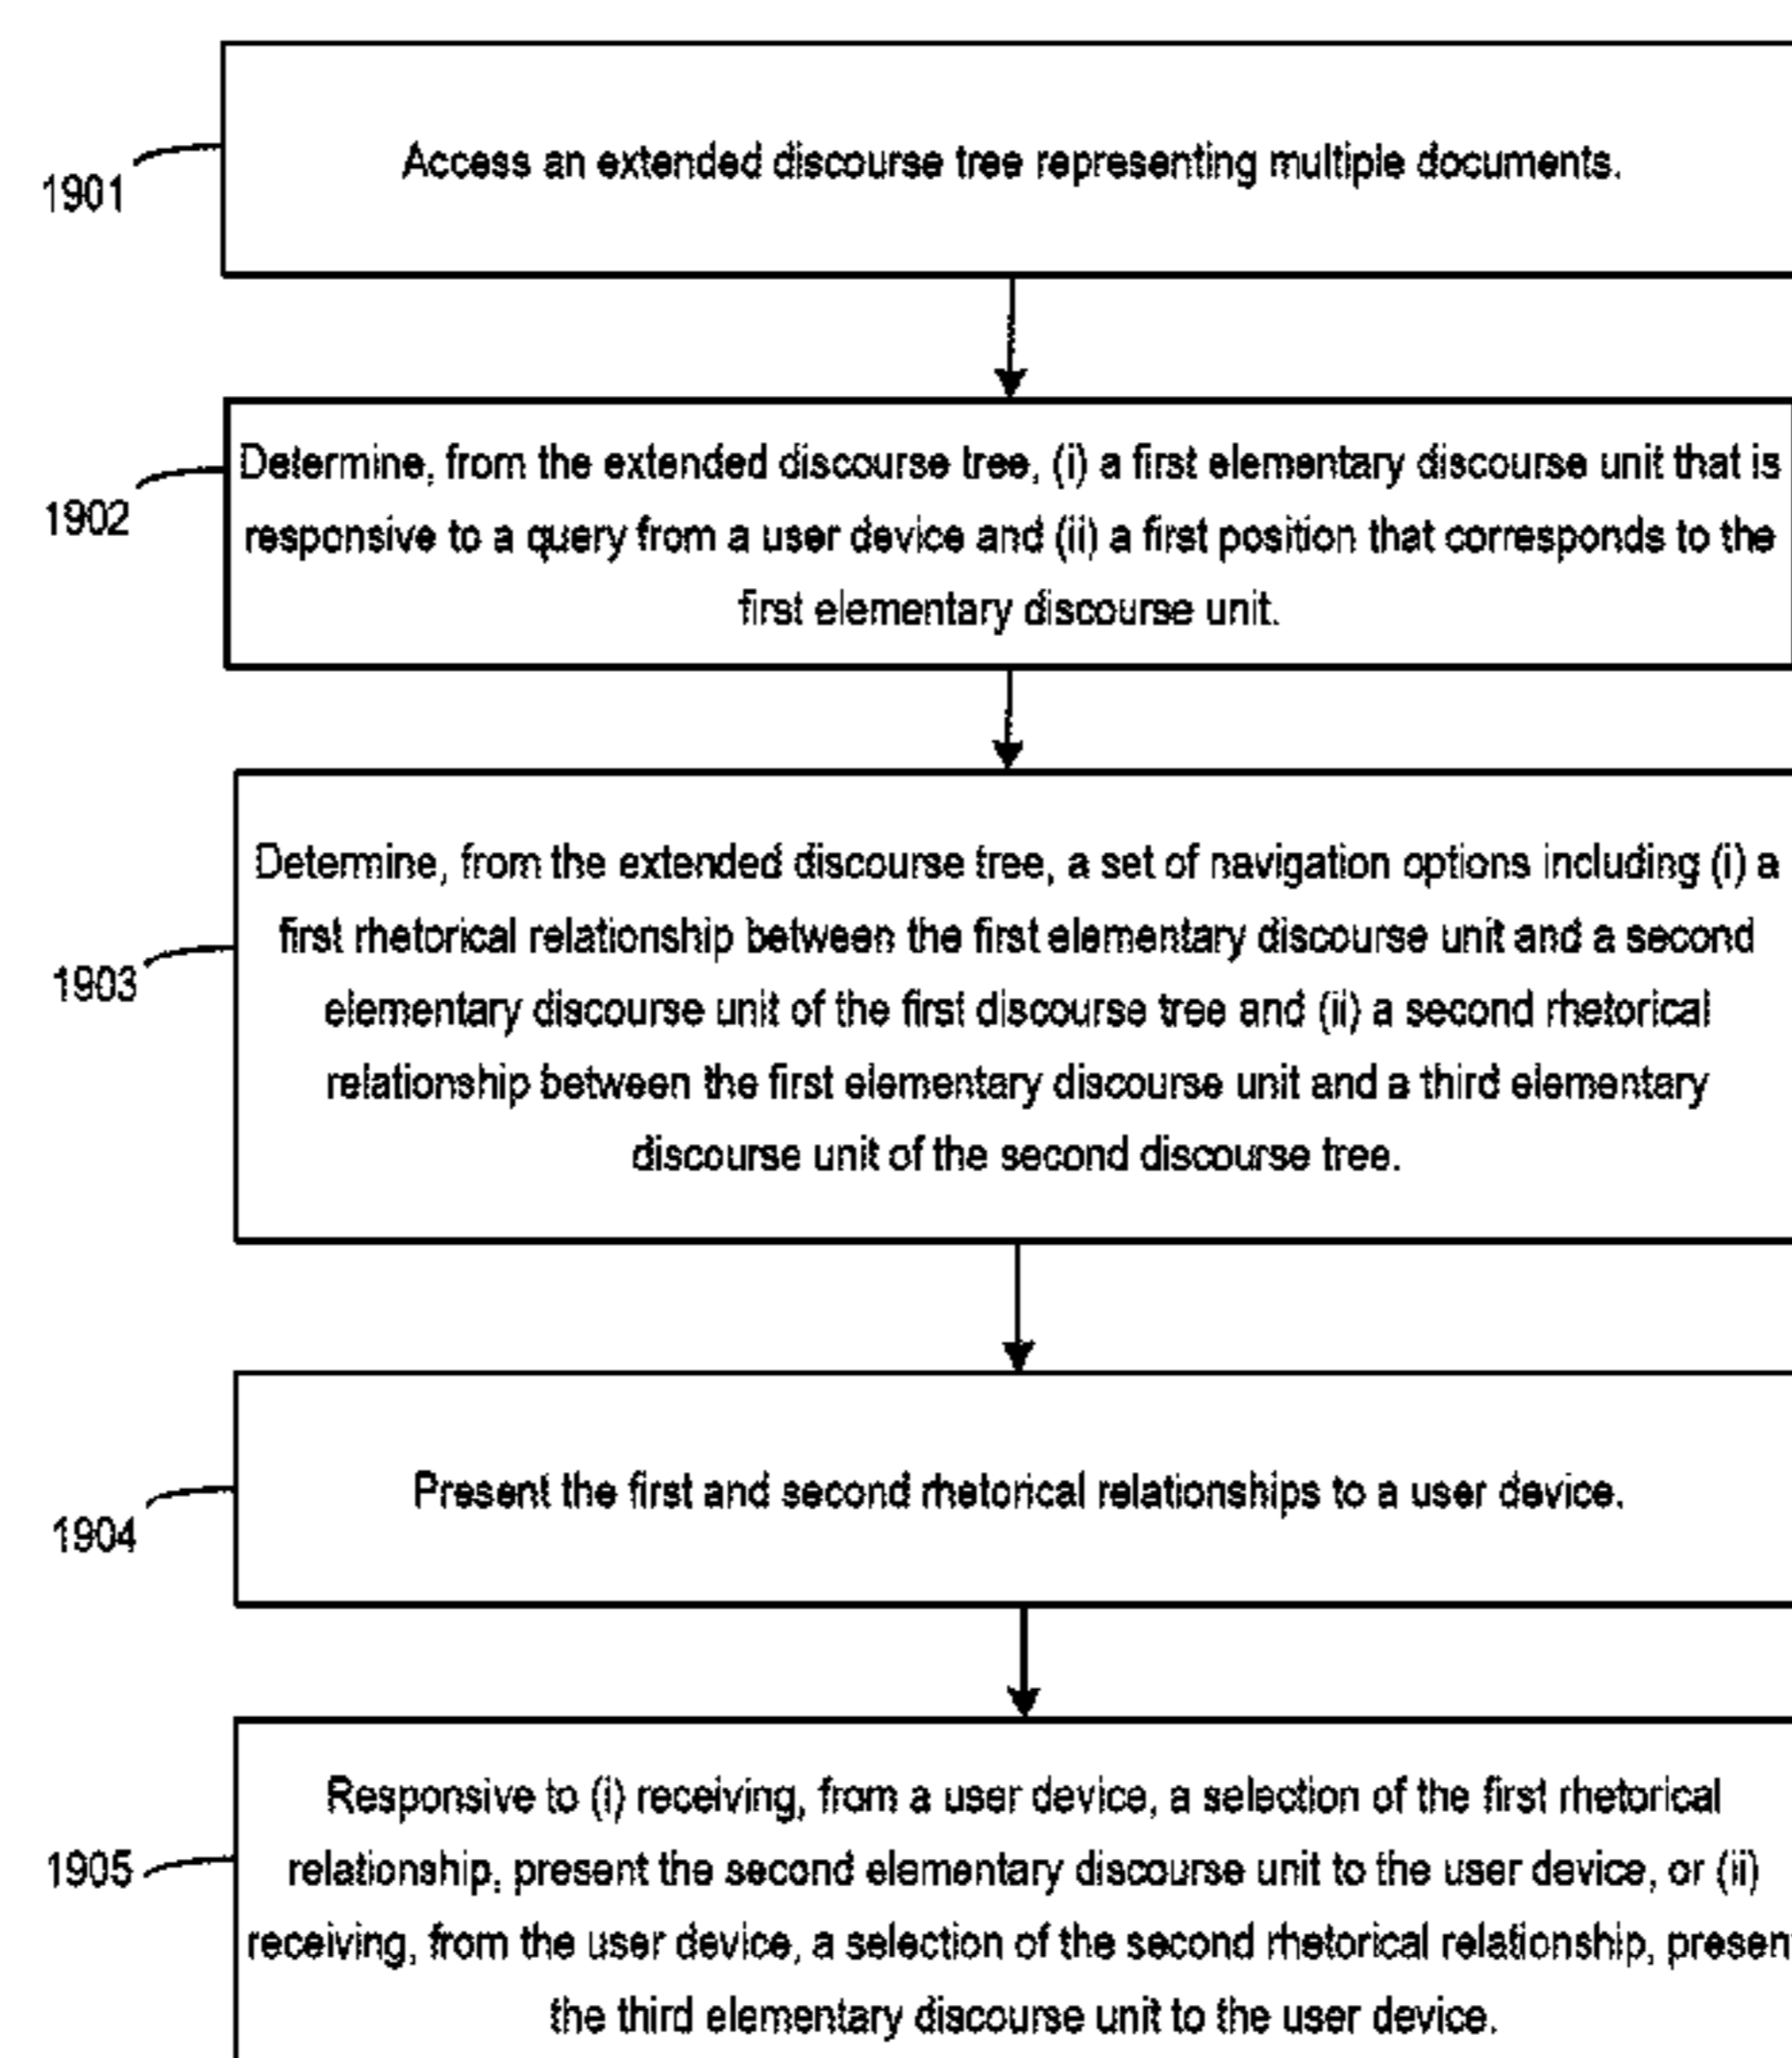 Access an extended discourse tree representing multiple documents.
1901
Determine, from the extended discourse tree, (i) a first elementary discourse unit that is
responsive to a query from a user device and (ii) a first position that corresponds to the
first elementary discourse unit.
1902
Determine, from the extended discourse tree, a set of navigation options including (i) a
first rhetorical relationship between the first elementary discourse unit and a second
elementary discourse unit of the first discourse tree and (ii) a second rhetorical
relationship between the first elementary discourse unit and a third elementary
discourse unit of the second discourse tree.
1903
Present the first and second rhetorical relationships to a user device.
1904
Responsive to (i) receiving, from a user device, a selection of the first rhetorical
relationship, present the second elementary discourse unit to the user device, or (ii)
receiving, from the user device, a selection of the second rhetorical relationship, present
the third elementary discourse unit to the user device.
1905